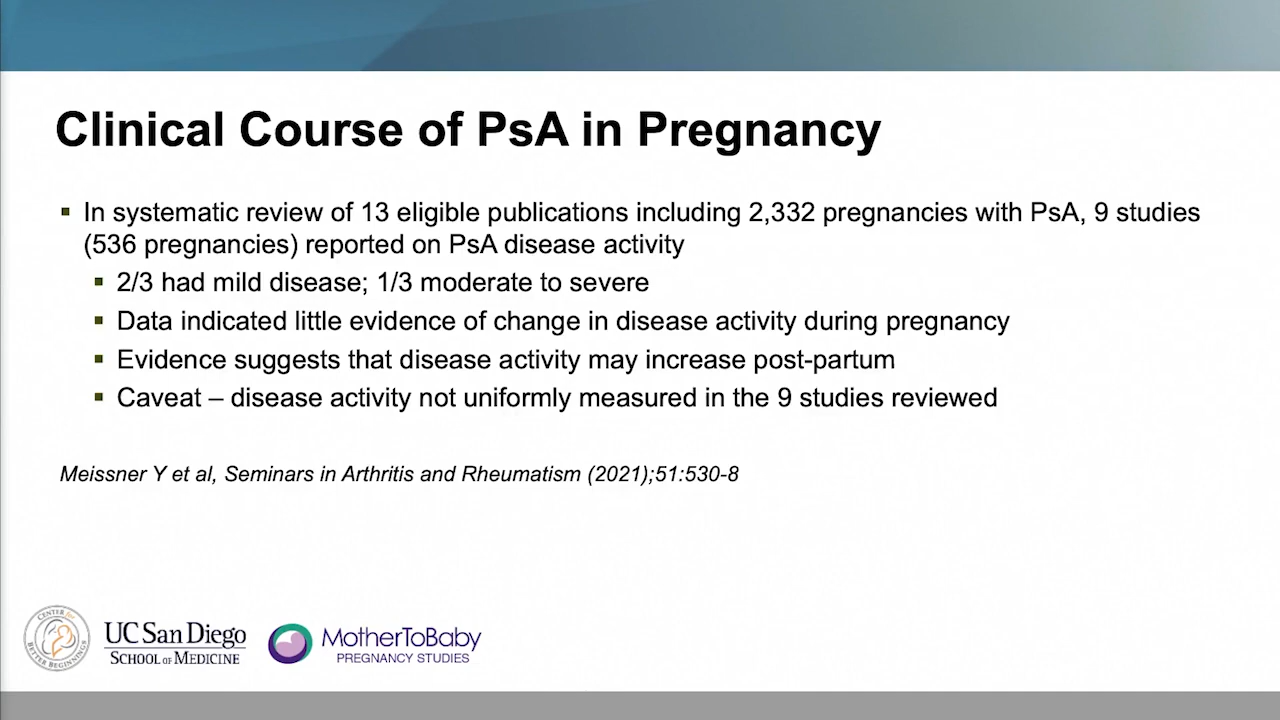 Clinical Course of PsA in Pregnancy
▪ In systematic review of 13 eligible publications including 2,332 pregnancies with PsA, 9 studies
(536 pregnancies) reported on PsA disease activity
▪ 2/3 had mild disease; 1/3 moderate to severe
▪ Data indicated little evidence of change in disease activity during pregnancy
▪ Evidence suggests that disease activity may increase post-partum
▪ Caveat – disease activity not uniformly measured in the 9 studies reviewed
Meissner Y et al, Seminars in Arthritis and Rheumatism (2021);51:530-8
CENTER for
BETTER BEGINNINGS
UC San Diego
SCHOOL OF MEDICINE
MotherToBaby
PREGNANCY STUDIES